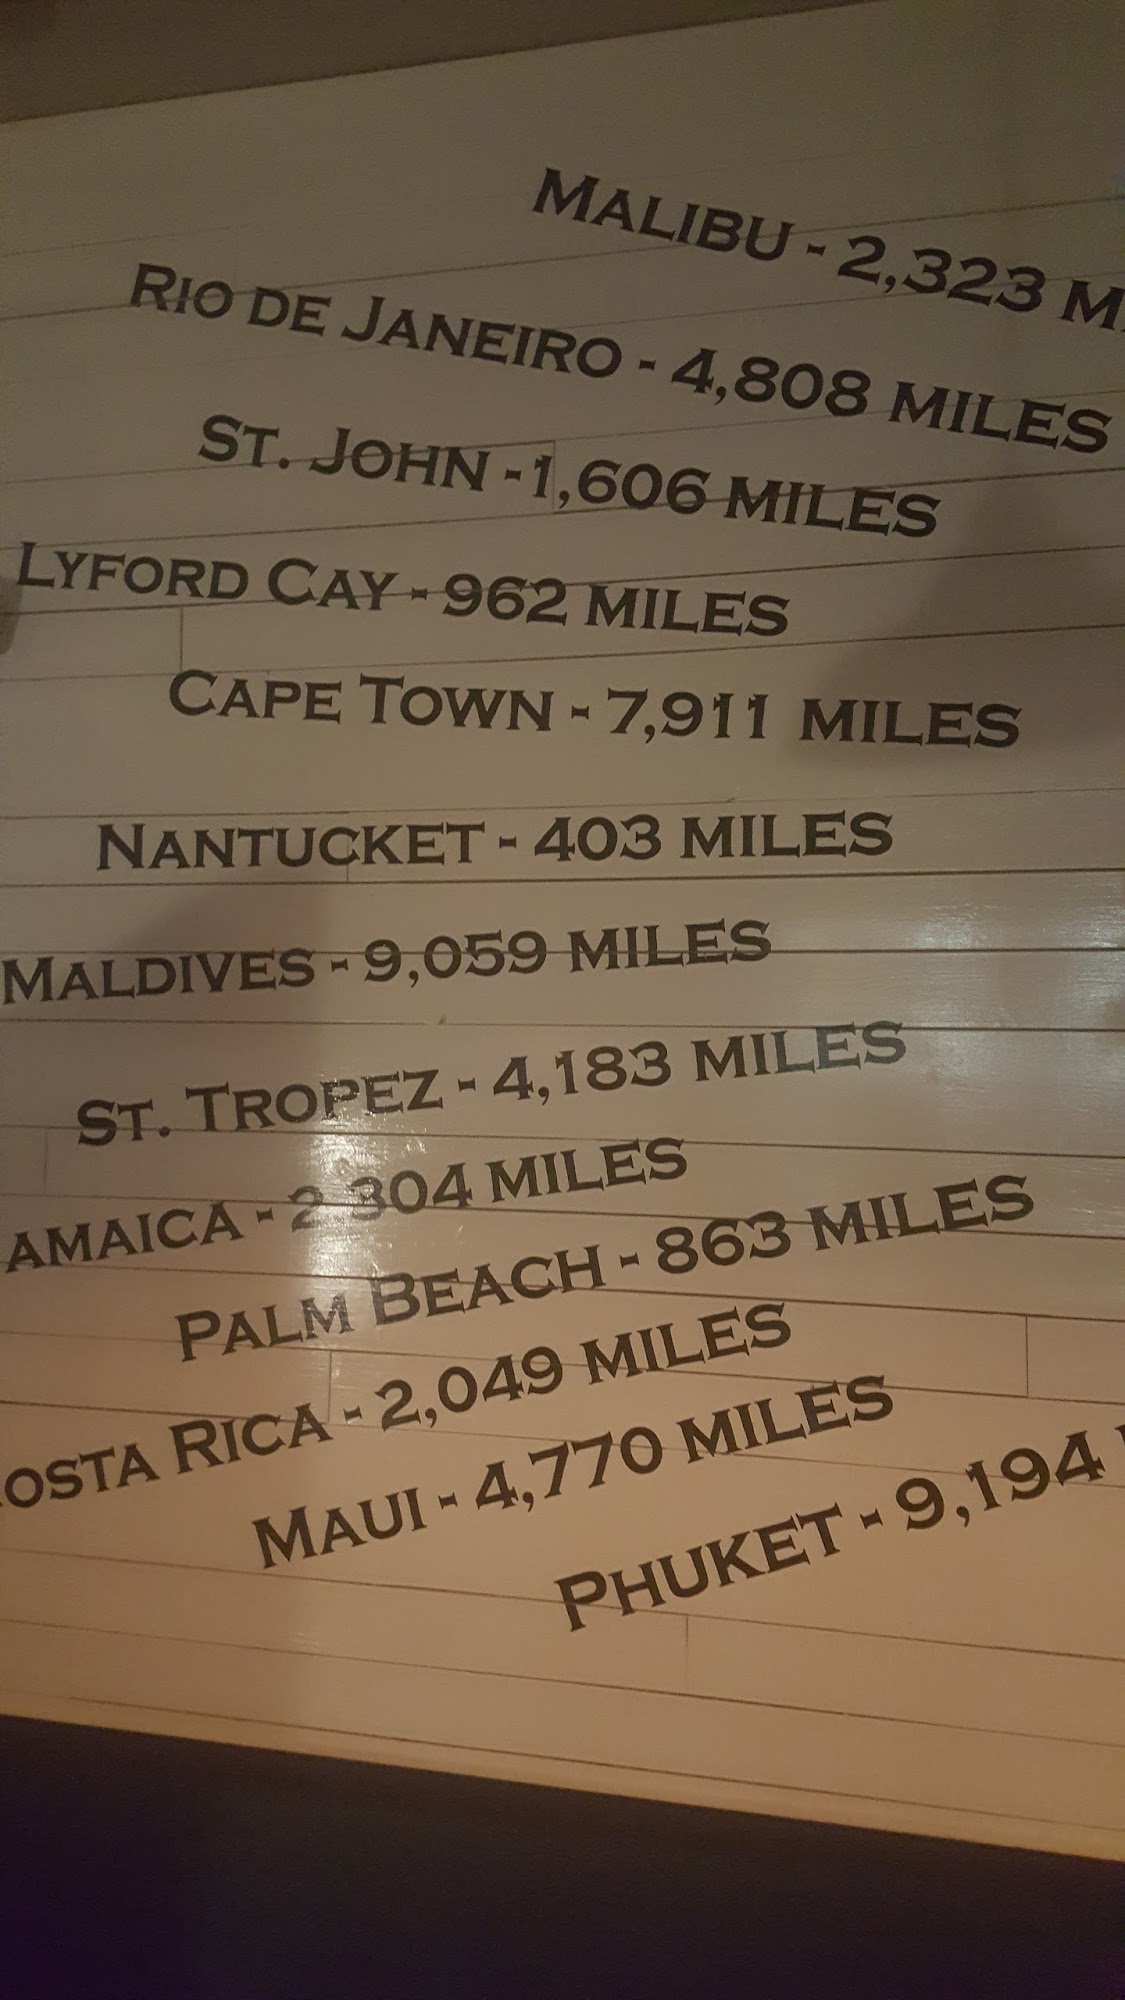 MALIBU - 2,323 M
RIO DE JANEIRO - 4,808 MILES
ST. JOHN - 1,606 MILES
LYFORD CAY - 962 MILES
CAPE TOWN - 7,911 MILES
NANTUCKET - 403 MILES
MALDIVES - 9,059 MILES
ST. TROPEZ - 4,183 MILES
AMAICA - 2,304 MILES
PALM BEACH - 863 MILES
OSTA RICA - 2,049 MILES
MAUI - 4,770 MILES
PHUKET - 9,194